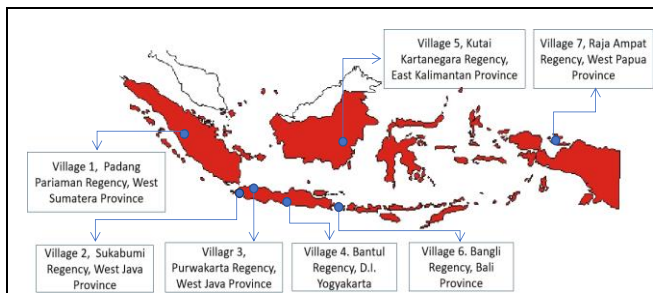 Village 5, Kutai
Kartanegara Regency,
East Kalimantan Province
Village 7, Raja Ampat
Regency, West Papua
Province
Village 1, Padang
Pariaman Regency, West
Sumatera Province
Village 2, Sukabumi
Regency, West Java
Province
Villagr 3,
Purwakarta Regency,
West Java Province
Village 4. Bantul
Regency, D.I.
Yogyakarta
Village 6. Bangli
Regency, Bali
Province